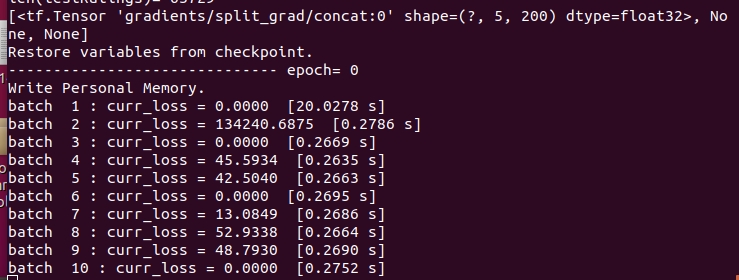 [<tf.Tensor 'gradients/split_grad/concat:0' shape=(?, 5, 200) dtype=float32>, No
ne, None]
Restore variables from checkpoint.
------------------------------ epoch= 0
Write Personal Memory.
batch  1 : curr_loss = 0.0000  [20.0278 s]
batch  2 : curr_loss = 134240.6875  [0.2786 s]
batch  3 : curr_loss = 0.0000  [0.2669 s]
batch  4 : curr_loss = 45.5934  [0.2635 s]
batch  5 : curr_loss = 42.5040  [0.2663 s]
batch  6 : curr_loss = 0.0000  [0.2695 s]
batch  7 : curr_loss = 13.0849  [0.2686 s]
batch  8 : curr_loss = 52.9338  [0.2664 s]
batch  9 : curr_loss = 48.7930  [0.2690 s]
batch  10 : curr_loss = 0.0000  [0.2752 s]